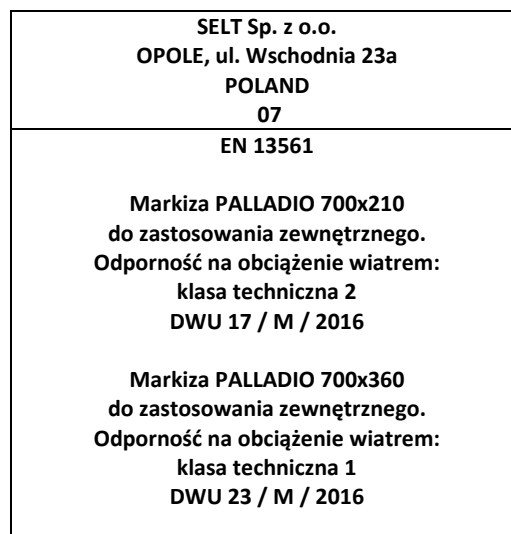 SELT Sp. z o.o.
OPOLE, ul. Wschodnia 23a
POLAND
07
EN 13561
Markiza PALLADIO 700x210
do zastosowania zewnętrznego.
Odporność na obciążenie wiatrem:
klasa techniczna 2
DWU 17 / M / 2016
Markiza PALLADIO 700x360
do zastosowania zewnętrznego.
Odporność na obciążenie wiatrem:
klasa techniczna 1
DWU 23 / M / 2016